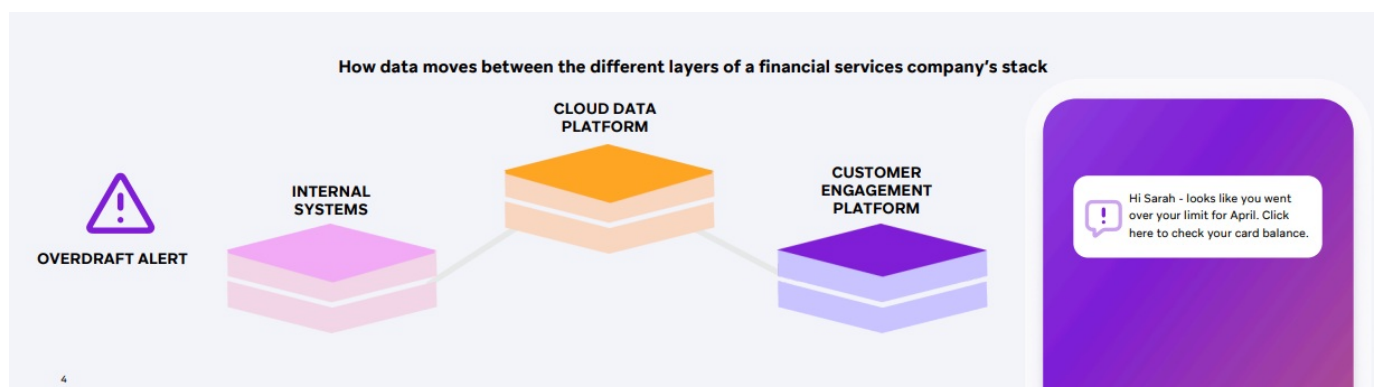 How data moves between the different layers of a financial services company's stack
OVERDRAFT ALERT
INTERNAL
SYSTEMS
CLOUD DATA
PLATFORM
CUSTOMER
ENGAGEMENT
PLATFORM
Hi Sarah - looks like you went
over your limit for April. Click
here to check your card balance.
4